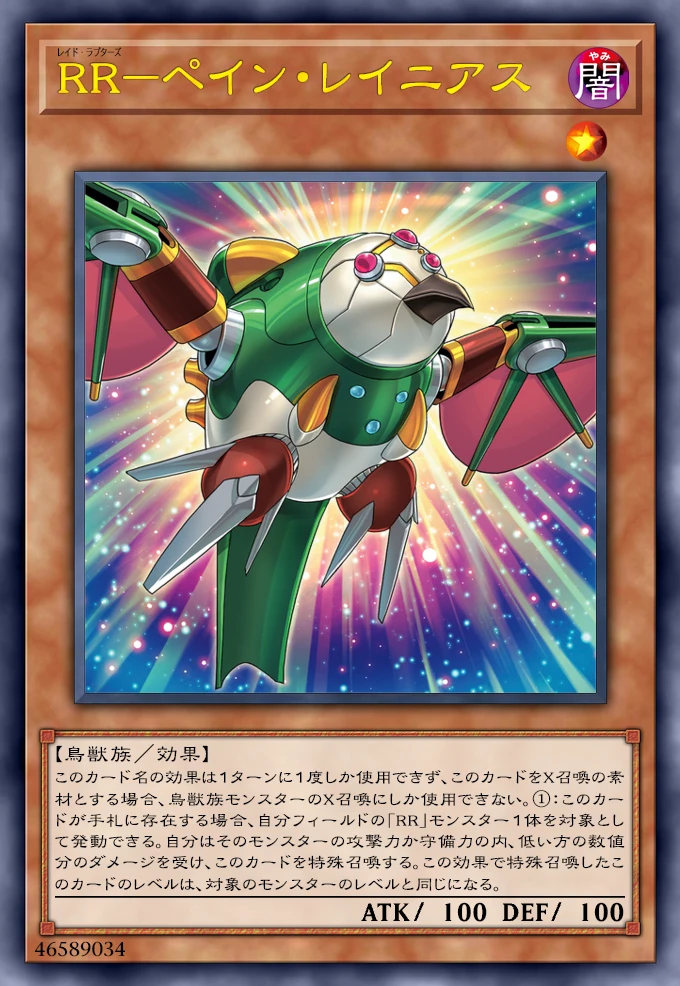 レイド・ラプターズ
RR－ペイン・レイニアス
やみ
闇
【鳥獣族／効果】
このカード名の効果は1ターンに1度しか使用できず、このカードをX召喚の素
材とする場合、鳥獣族モンスターのX召喚にしか使用できない。①：このカー
ドが手札に存在する場合、自分フィールドの「RR」モンスター1体を対象とし
て発動できる。自分はそのモンスターの攻撃力か守備力の内、低い方の数値
分のダメージを受け、このカードを特殊召喚する。この効果で特殊召喚したこ
のカードのレベルは、対象のモンスターのレベルと同じになる。
ATK/ 100 DEF/ 100
46589034